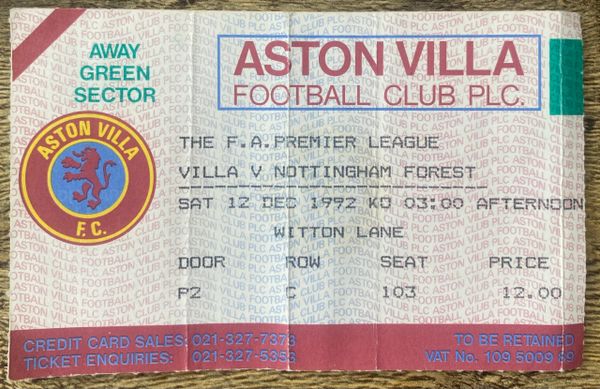 AWAY
GREEN
SECTOR
ASTON VILLA
FOOTBALL CLUB PLC.
ASTON VILLA
F.C.
THE F.A.PREMIER LEAGUE
VILLA V NOTTINGHAM FOREST
SAT 12 DEC 1992 KO 03:00 AFTERNOON
WITTON LANE
DOOR ROW SEAT PRICE
P2 C 103 12.00
CREDIT CARD SALES: 021-327-7373
TICKET ENQUIRIES: 021-327-5353
TO BE RETAINED
VAT No. 109 5009 89